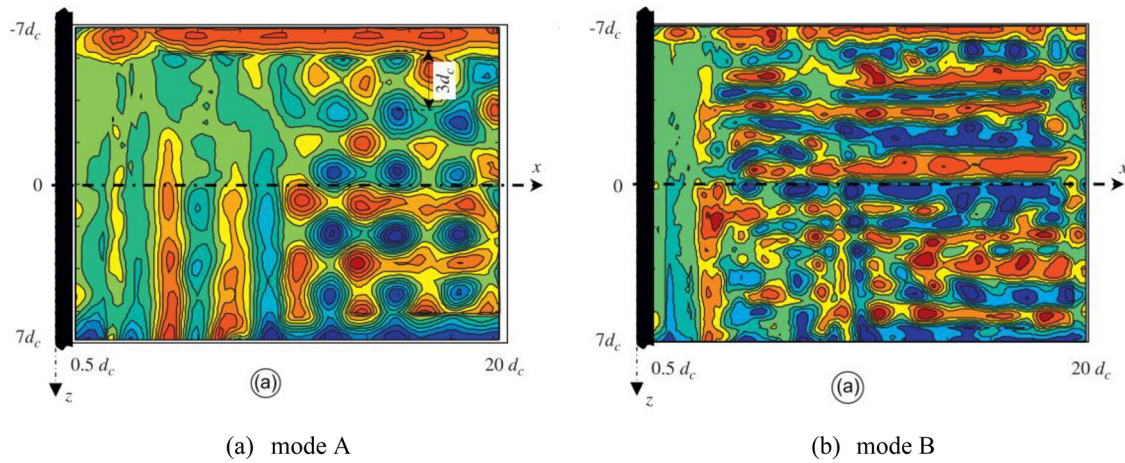 -7d_c
3d_c
x
0
7d_c
0.5 d_c
20 d_c
(a)
z
-7d_c
x
0
7d_c
0.5 d_c
20 d_c
(a)
z
(a) mode A
(b) mode B